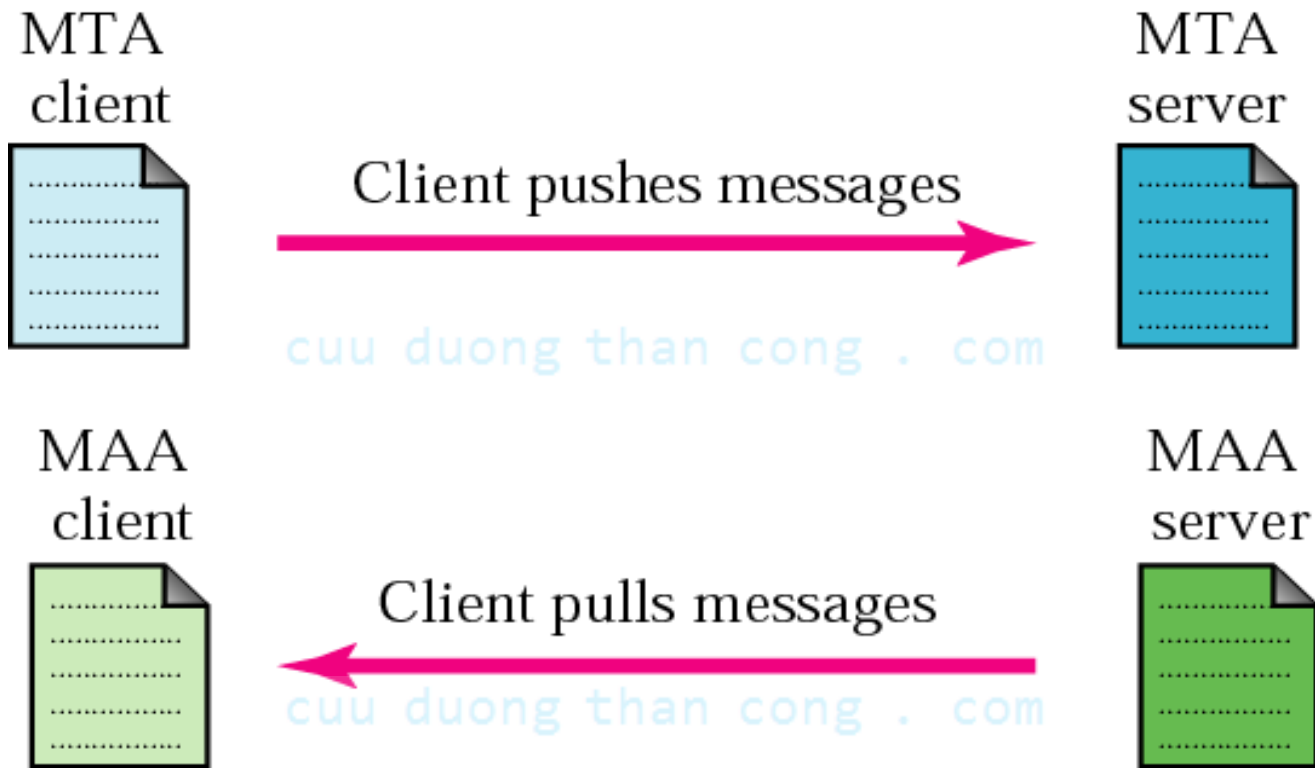 MTA
client
MTA
server
Client pushes messages
cuu duong than cong . com
MAA
client
MAA
server
Client pulls messages
cuu duong than cong . com